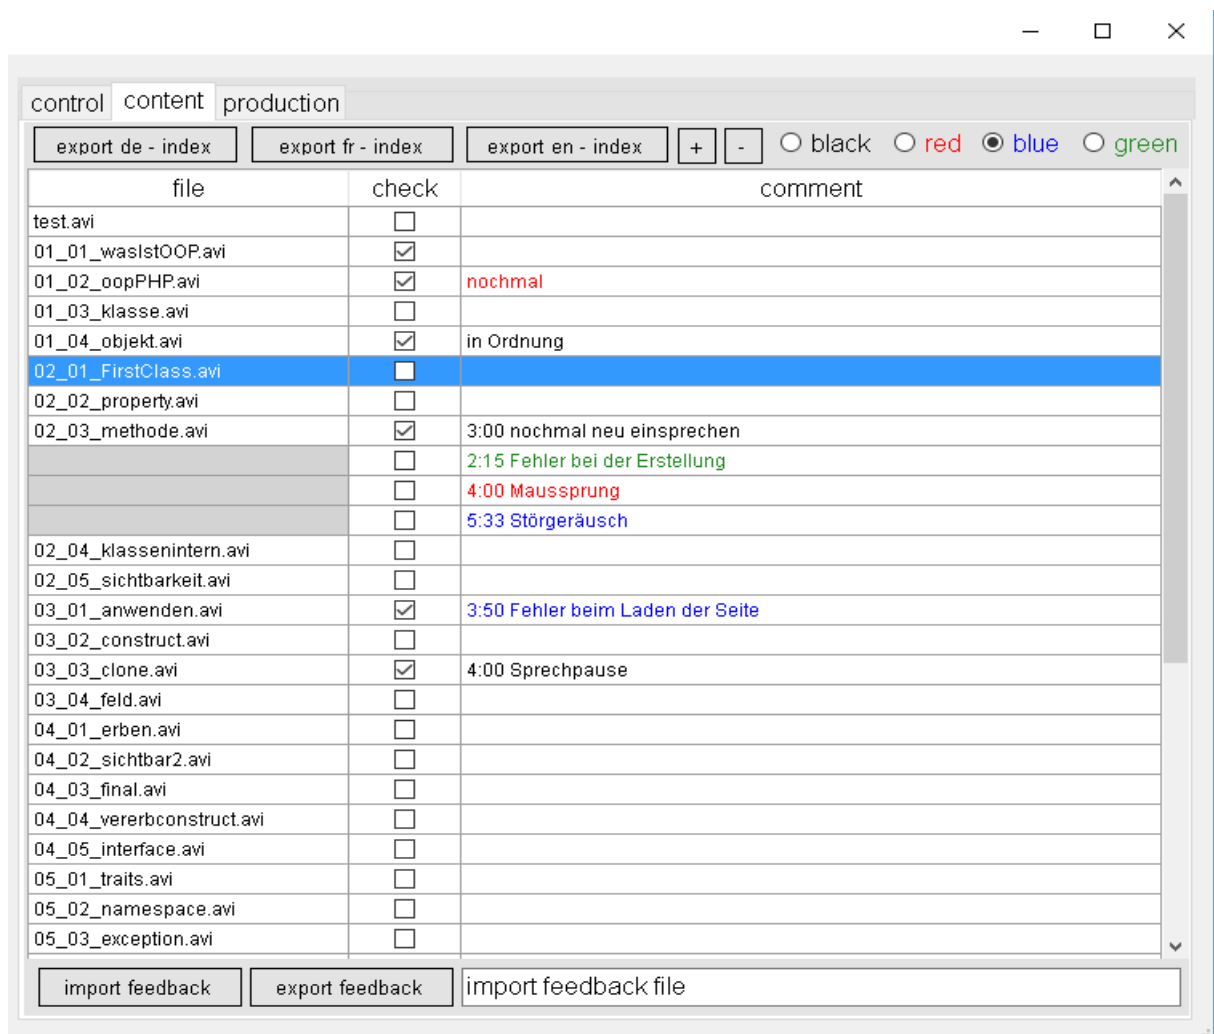 control content production
export de - index export fr - index export en - index + - black red blue green
file check comment
test.avi
01_01_wasIstOOP.avi
01_02_oopPHP.avi nochmal
01_03_klasse.avi
01_04_objekt.avi in Ordnung
02_01_FirstClass.avi
02_02_property.avi
02_03_methode.avi 3:00 nochmal neu einsprechen
2:15 Fehler bei der Erstellung
4:00 Maussprung
5:33 Störgeräusch
02_04_klassenintern.avi
02_05_sichtbarkeit.avi
03_01_anwenden.avi 3:50 Fehler beim Laden der Seite
03_02_construct.avi
03_03_clone.avi 4:00 Sprechpause
03_04_feld.avi
04_01_erben.avi
04_02_sichtbar2.avi
04_03_final.avi
04_04_vererbconstruct.avi
04_05_interface.avi
05_01_traits.avi
05_02_namespace.avi
05_03_exception.avi
import feedback export feedback import feedback file